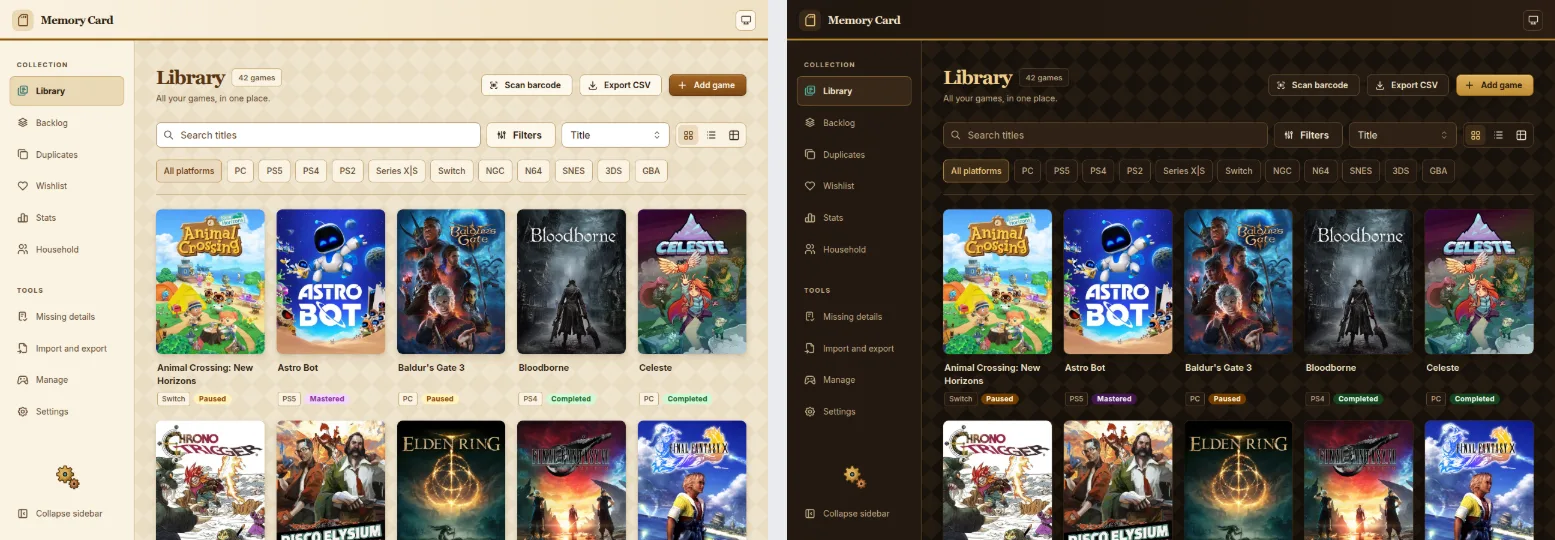 Memory Card
COLLECTION
Library
Backlog
Duplicates
Wishlist
Stats
Household
TOOLS
Missing details
Import and export
Manage
Settings
Collapse sidebar
Library 42 games
All your games, in one place.
Scan barcode Export CSV Add game
Search titles Filters Title
All platforms PC PS5 PS4 PS2 Series X|S Switch NGC N64 SNES 3DS GBA
Animal Crossing
ASTRO BOT
Baldur's Gate
Bloodborne
CELESTE
Animal Crossing: New Horizons
Switch Paused
Astro Bot
PS5 Mastered
Baldur's Gate 3
PC Paused
Bloodborne
PS4 Completed
Celeste
PC Completed
CHRONO TRIGGER
DISCO ELYSIUM
ELDEN RING
FINAL FANTASY VII
FINAL FANTASY X
Memory Card
COLLECTION
Library
Backlog
Duplicates
Wishlist
Stats
Household
TOOLS
Missing details
Import and export
Manage
Settings
Collapse sidebar
Library 42 games
All your games, in one place.
Scan barcode Export CSV Add game
Search titles Filters Title
All platforms PC PS5 PS4 PS2 Series X|S Switch NGC N64 SNES 3DS GBA
Animal Crossing
ASTRO BOT
Baldur's Gate
Bloodborne
CELESTE
Animal Crossing: New Horizons
Switch Paused
Astro Bot
PS5 Mastered
Baldur's Gate 3
PC Paused
Bloodborne
PS4 Completed
Celeste
PC Completed
CHRONO TRIGGER
DISCO ELYSIUM
ELDEN RING
FINAL FANTASY VII
FINAL FANTASY X